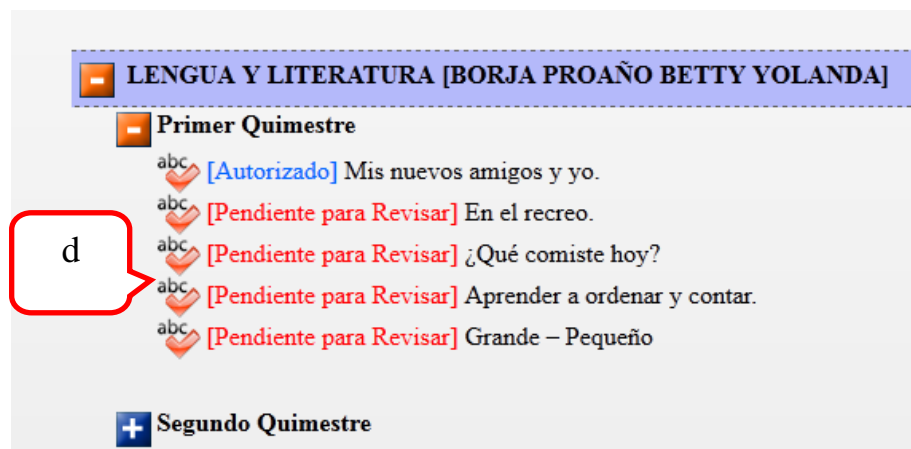 LENGUA Y LITERATURA [BORJA PROAÑO BETTY YOLANDA]
Primer Quimestre
abc [Autorizado] Mis nuevos amigos y yo.
abc [Pendiente para Revisar] En el recreo.
d
abc [Pendiente para Revisar] ¿Qué comiste hoy?
abc [Pendiente para Revisar] Aprender a ordenar y contar.
abc [Pendiente para Revisar] Grande – Pequeño
Segundo Quimestre